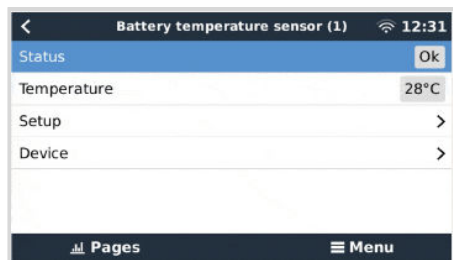 Battery temperature sensor (1) 12:31
Status Ok
Temperature 28°C
Setup
Device
Pages Menu